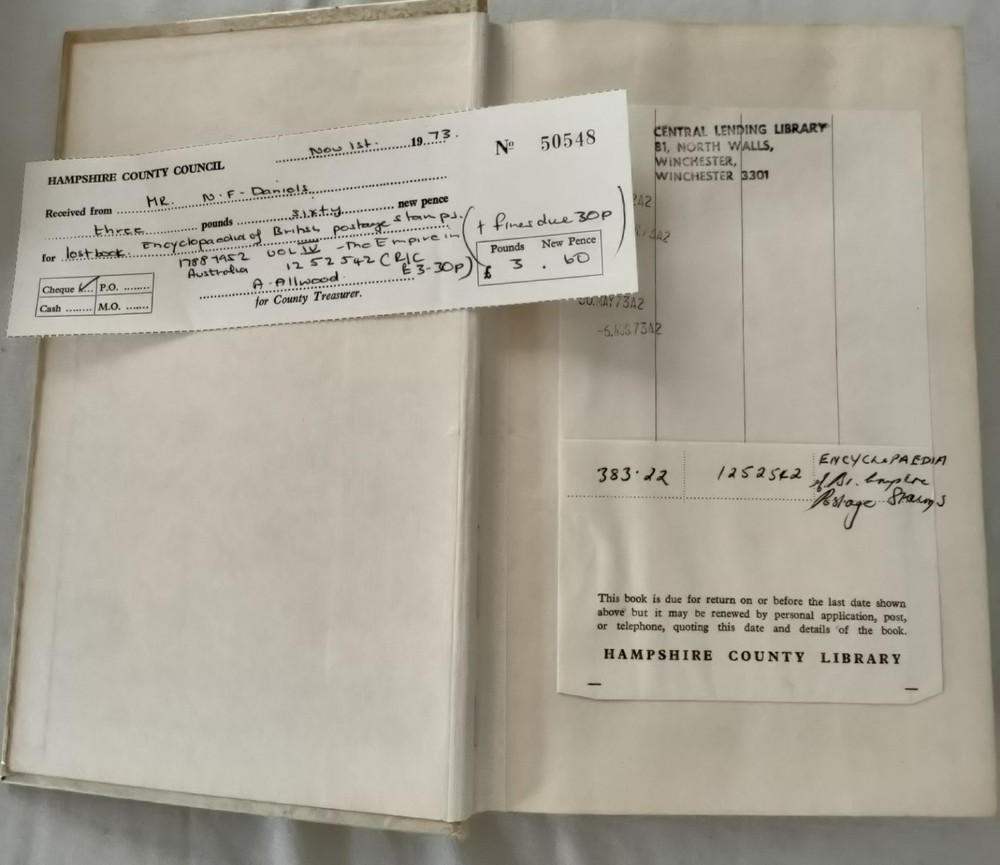 Nov 1st. 19 73.
Nº 50548
HAMPSHIRE COUNTY COUNCIL
Received from MR. N. F. Daniels
three pounds sixty new pence
for lost book. Encyclopaedia of British postage stamps. (+ fines due 30p)
17887952 VOL IV - The Empire in
Australasia 1252542 (R/C £3-30p)
Pounds New Pence
£ 3 . 60
Cheque ✓ P.O.
Cash M.O.
A. Allwood
for County Treasurer.
CENTRAL LENDING LIBRARY
81, NORTH WALLS,
WINCHESTER,
WINCHESTER 3301
73A2
383.22 1252542 ENCYCLOPAEDIA
of Br. Empire
Postage Stamps
This book is due for return on or before the last date shown
above but it may be renewed by personal application, post,
or telephone, quoting this date and details of the book.
HAMPSHIRE COUNTY LIBRARY